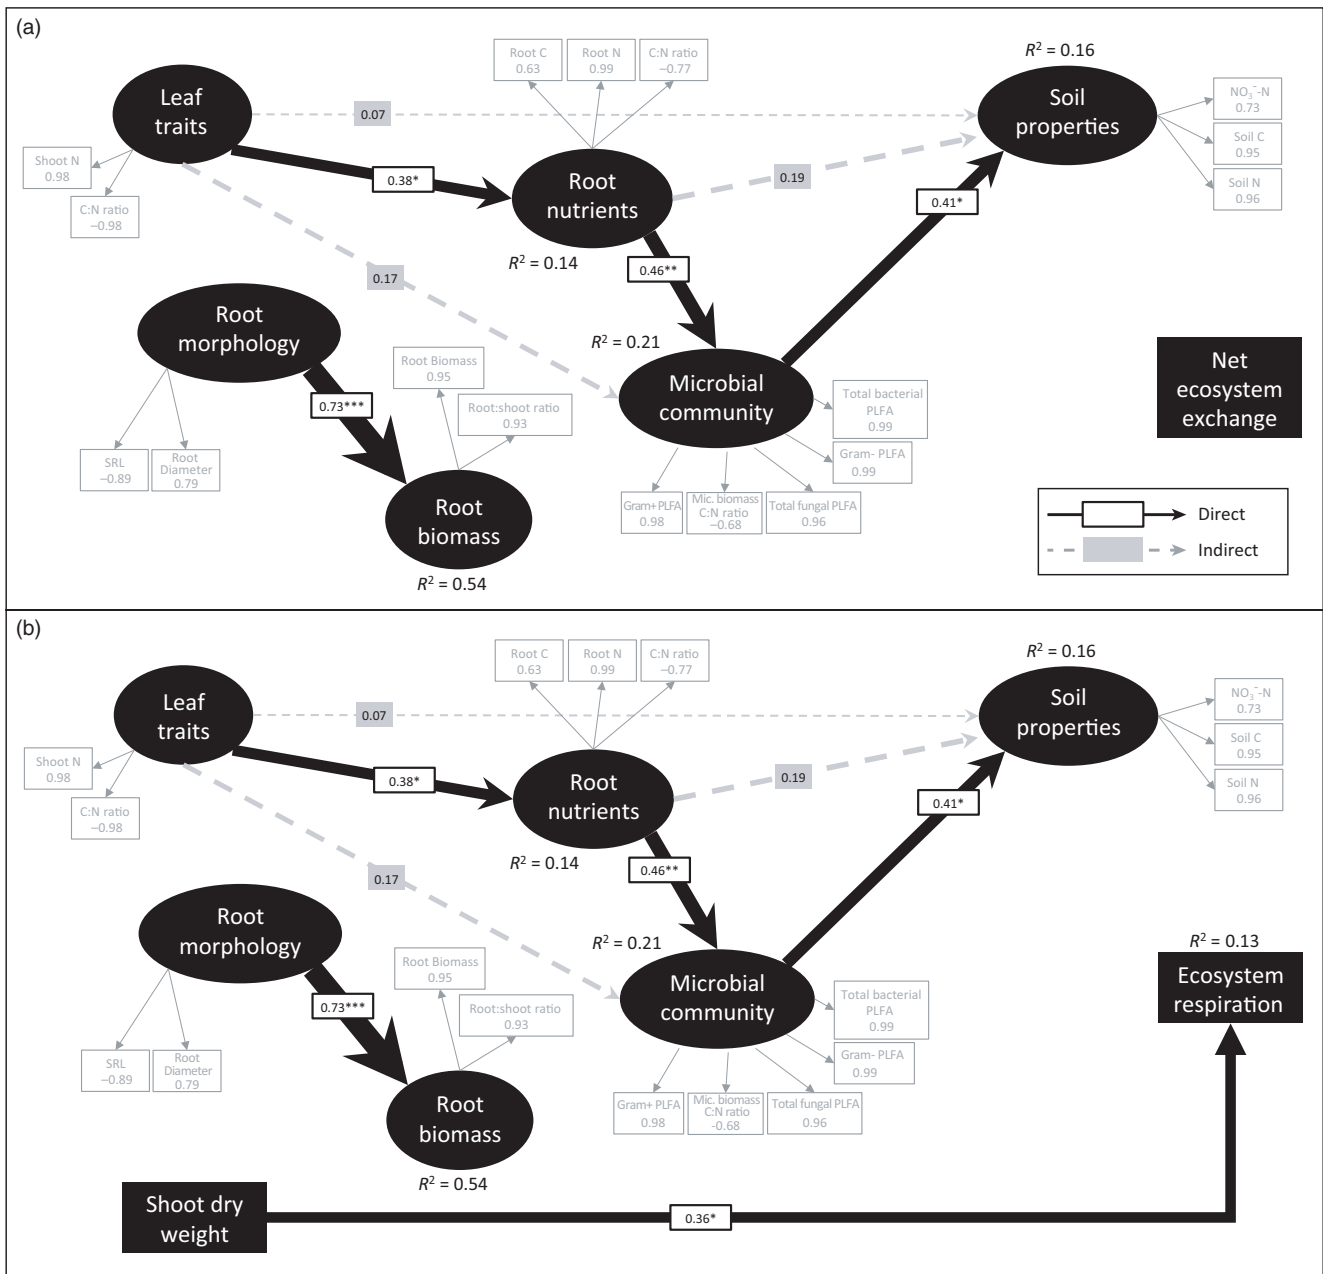 (a)
R² = 0.16
Root C
0.63
Root N
0.99
C:N ratio
−0.77
Leaf
traits
Soil
properties
NO₃⁻-N
0.73
Soil C
0.95
Soil N
0.96
0.07
Shoot N
0.98
C:N ratio
−0.98
0.38*
Root
nutrients
0.19
0.41*
R² = 0.14
0.46**
0.17
Root
morphology
R² = 0.21
Root Biomass
0.95
Root:shoot ratio
0.93
0.73***
Microbial
community
Total bacterial
PLFA
0.99
Gram- PLFA
0.99
Net
ecosystem
exchange
SRL
−0.89
Root
Diameter
0.79
Gram+ PLFA
0.98
Mic. biomass
C:N ratio
−0.68
Total fungal PLFA
0.96
Root
biomass
R² = 0.54
Direct
Indirect
(b)
R² = 0.16
Root C
0.63
Root N
0.99
C:N ratio
−0.77
Leaf
traits
Soil
properties
NO₃⁻-N
0.73
Soil C
0.95
Soil N
0.96
0.07
Shoot N
0.98
C:N ratio
−0.98
0.38*
Root
nutrients
0.19
0.41*
R² = 0.14
0.46**
0.17
Root
morphology
R² = 0.21
Root Biomass
0.95
Root:shoot ratio
0.93
0.73***
Microbial
community
Total bacterial
PLFA
0.99
Gram- PLFA
0.99
R² = 0.13
Ecosystem
respiration
SRL
−0.89
Root
Diameter
0.79
Gram+ PLFA
0.98
Mic. biomass
C:N ratio
-0.68
Total fungal PLFA
0.96
Root
biomass
R² = 0.54
Shoot dry
weight
0.36*